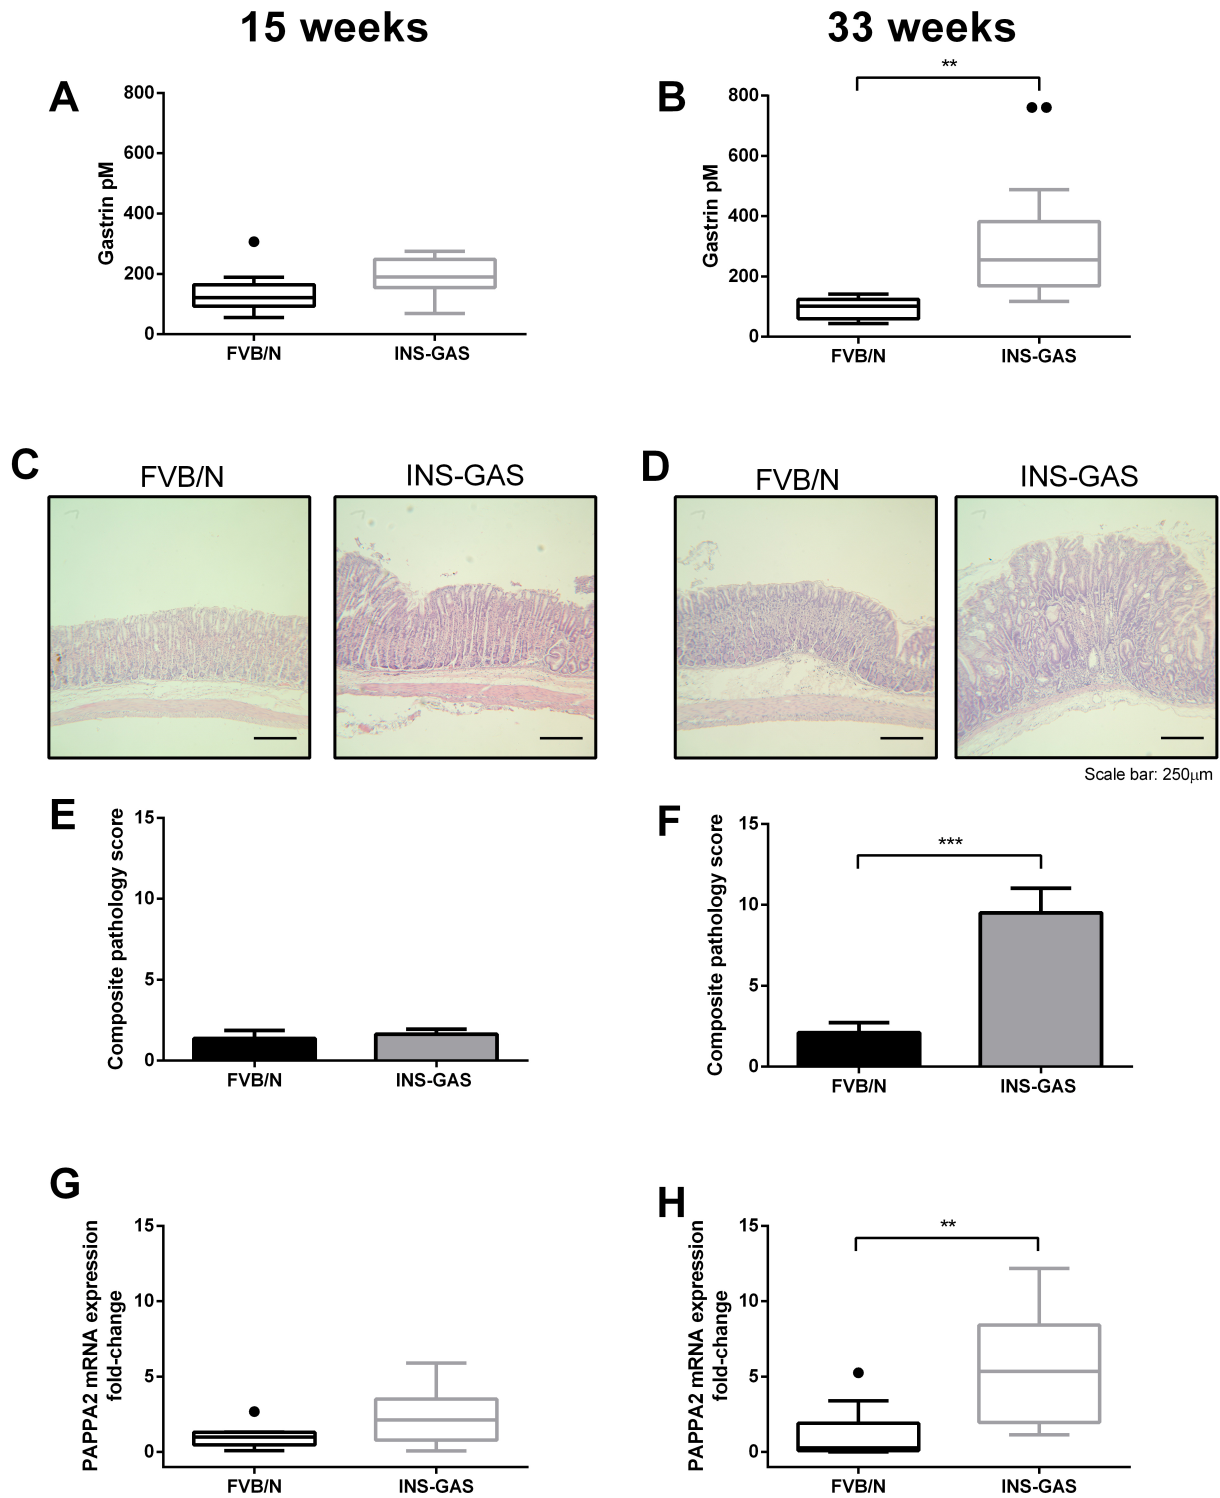 15 weeks
33 weeks
A
800
600
400
200
0
Gastrin pM
FVB/N
INS-GAS
B
**
800
600
400
200
0
Gastrin pM
FVB/N
INS-GAS
C
FVB/N
INS-GAS
D
FVB/N
INS-GAS
Scale bar: 250µm
E
15
10
5
0
Composite pathology score
FVB/N
INS-GAS
F
***
15
10
5
0
Composite pathology score
FVB/N
INS-GAS
G
15
10
5
0
PAPPA2 mRNA expression
fold-change
FVB/N
INS-GAS
H
**
15
10
5
0
PAPPA2 mRNA expression
fold-change
FVB/N
INS-GAS